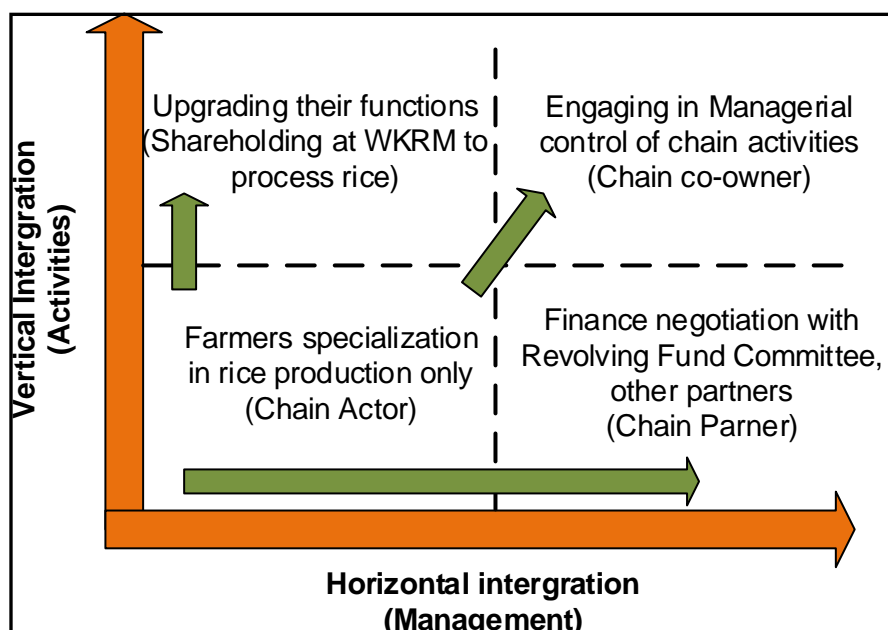 Upgrading their functions
(Shareholding at WKRM to
process rice)
Engaging in Managerial
control of chain activities
(Chain co-owner)
Vertical Intergration
(Activities)
Farmers specialization
in rice production only
(Chain Actor)
Finance negotiation with
Revolving Fund Committee,
other partners
(Chain Parner)
Horizontal intergration
(Management)